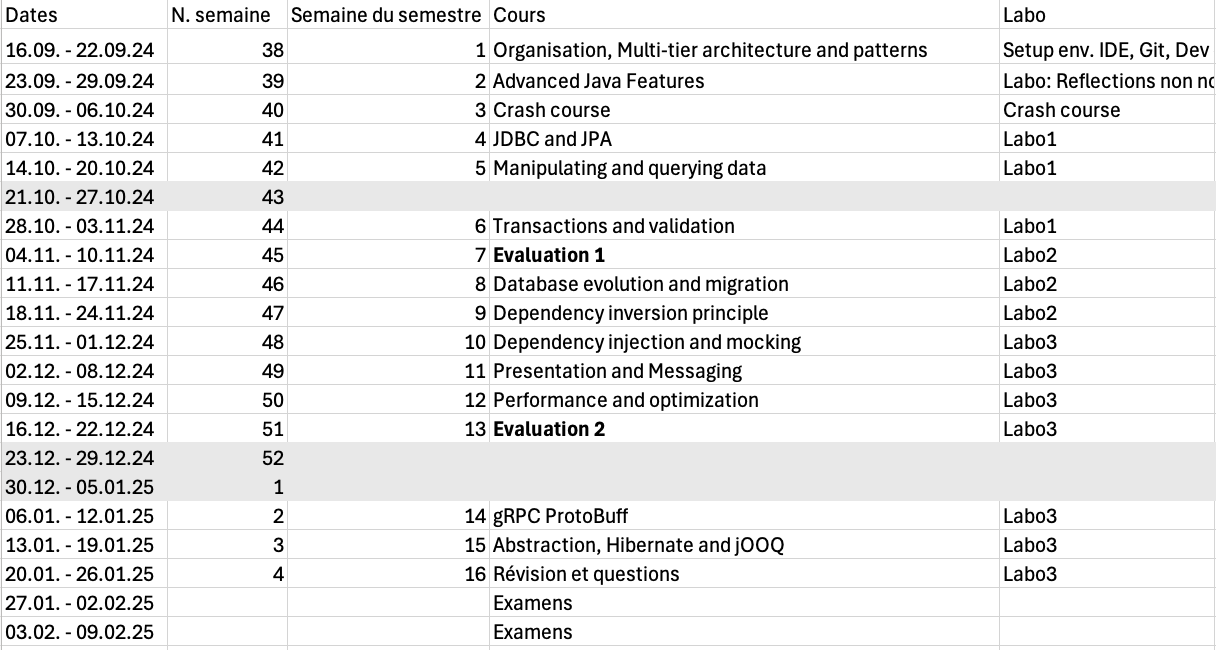 Dates N. semaine Semaine du semestre Cours Labo
16.09. - 22.09.24 38 1 Organisation, Multi-tier architecture and patterns Setup env. IDE, Git, Dev
23.09. - 29.09.24 39 2 Advanced Java Features Labo: Reflections non
30.09. - 06.10.24 40 3 Crash course Crash course
07.10. - 13.10.24 41 4 JDBC and JPA Labo1
14.10. - 20.10.24 42 5 Manipulating and querying data Labo1
21.10. - 27.10.24 43
28.10. - 03.11.24 44 6 Transactions and validation Labo1
04.11. - 10.11.24 45 7 Evaluation 1 Labo2
11.11. - 17.11.24 46 8 Database evolution and migration Labo2
18.11. - 24.11.24 47 9 Dependency inversion principle Labo2
25.11. - 01.12.24 48 10 Dependency injection and mocking Labo3
02.12. - 08.12.24 49 11 Presentation and Messaging Labo3
09.12. - 15.12.24 50 12 Performance and optimization Labo3
16.12. - 22.12.24 51 13 Evaluation 2 Labo3
23.12. - 29.12.24 52
30.12. - 05.01.25 1
06.01. - 12.01.25 2 14 gRPC ProtoBuff Labo3
13.01. - 19.01.25 3 15 Abstraction, Hibernate and jOOQ Labo3
20.01. - 26.01.25 4 16 Révision et questions Labo3
27.01. - 02.02.25 Examens
03.02. - 09.02.25 Examens